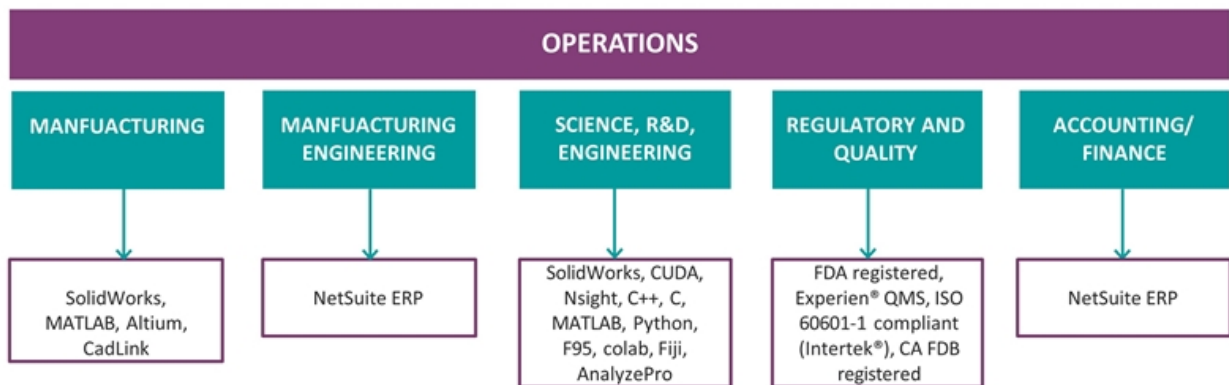 OPERATIONS
MANFUACTURING
MANFUACTURING
ENGINEERING
SCIENCE, R&D,
ENGINEERING
REGULATORY AND
QUALITY
ACCOUNTING/
FINANCE
SolidWorks,
MATLAB, Altium,
CadLink
NetSuite ERP
SolidWorks, CUDA,
Nsight, C++, C,
MATLAB, Python,
F95, colab, Fiji,
AnalyzePro
FDA registered,
Experien® QMS, ISO
60601-1 compliant
(Intertek®), CA FDB
registered
NetSuite ERP